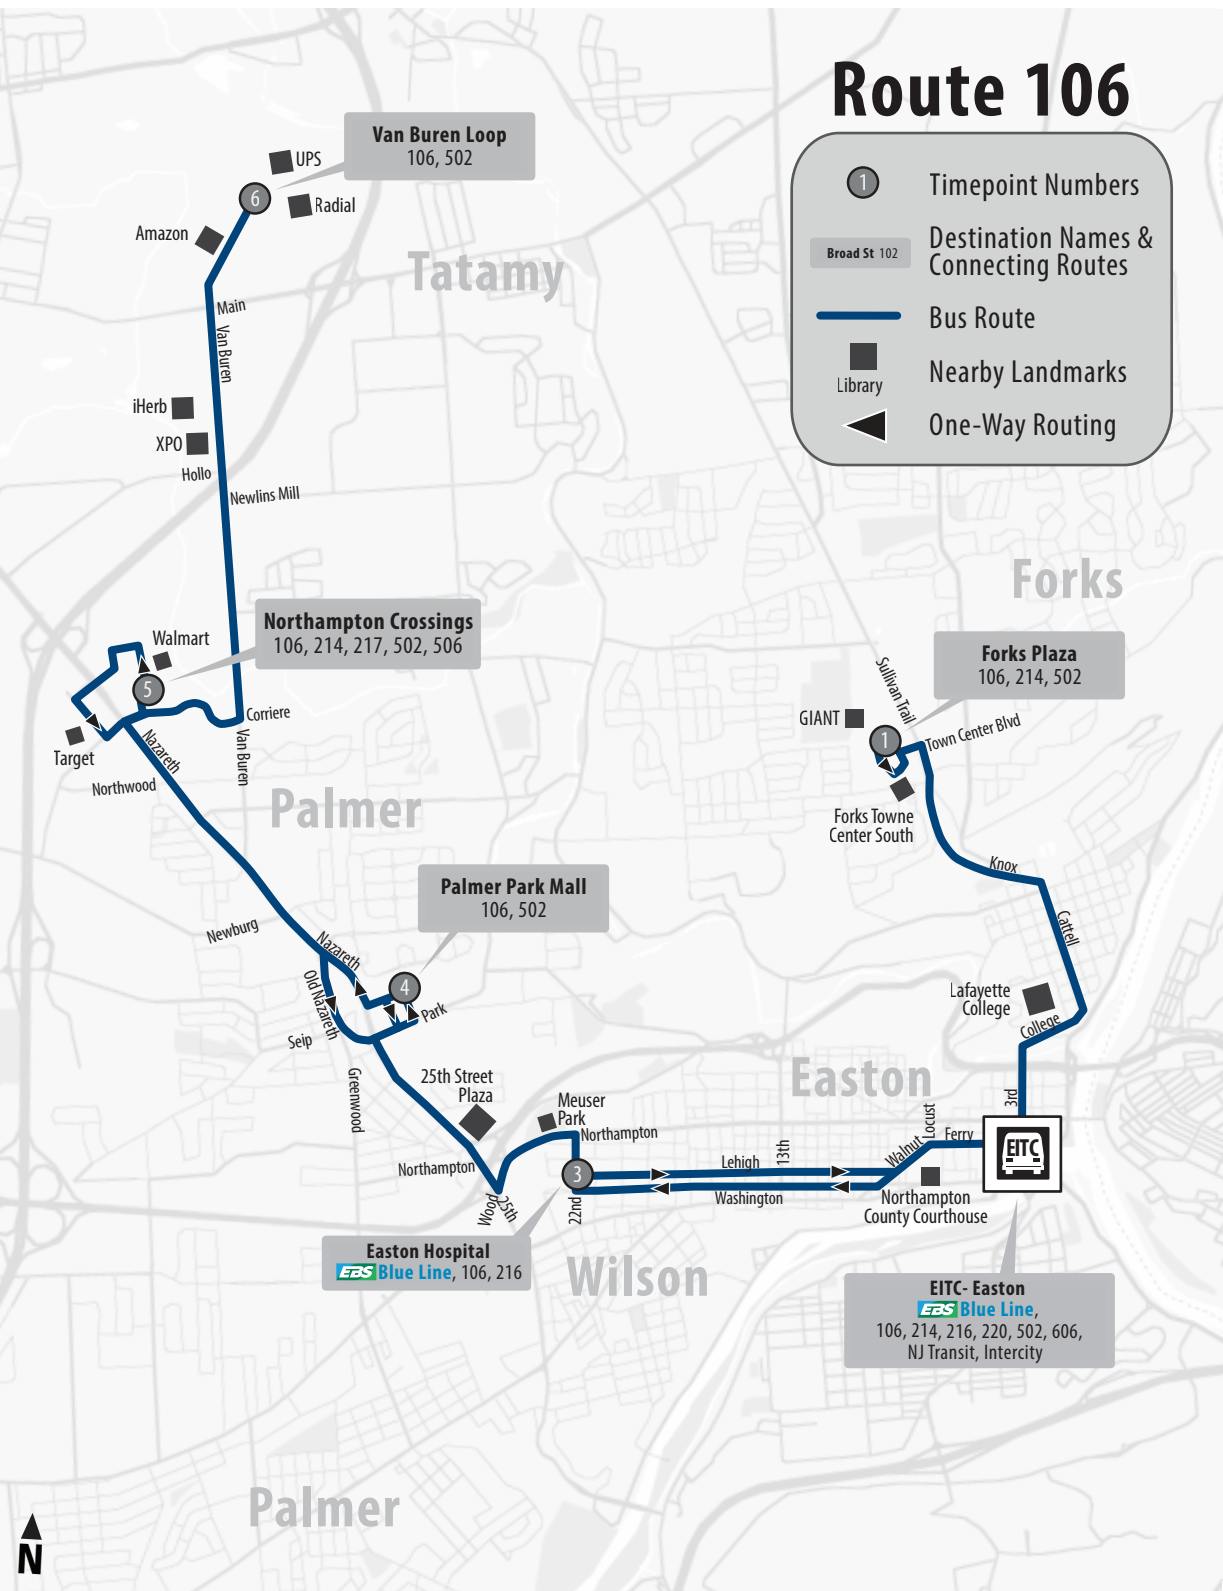 Route 106
1
Timepoint Numbers
Broad St 102
Destination Names &
Connecting Routes
Bus Route
Library
Nearby Landmarks
One-Way Routing
Van Buren Loop
106, 502
UPS
6
Radial
Amazon
Tatamy
Main
Van Buren
iHerb
XPO
Hollo
Newlins Mill
Forks
Northampton Crossings
106, 214, 217, 502, 506
Walmart
5
Corriere
Van Buren
Target
Nazareth
Northwood
Palmer
Forks Plaza
106, 214, 502
Sullivan Trail
GIANT
1
Town Center Blvd
Forks Towne
Center South
Knox
Cattell
Palmer Park Mall
106, 502
Newburg
Nazareth
Old Nazareth
4
Park
Seip
Greenwood
Lafayette
College
College
Easton
3rd
25th Street
Plaza
Meuser
Park
Northampton
Northampton
Wood
25th
3
22nd
Lehigh
13th
Washington
Walnut
Locust
Ferry
EITC
Northampton
County Courthouse
Easton Hospital
EBS Blue Line, 106, 216
Wilson
EITC- Easton
EBS Blue Line,
106, 214, 216, 220, 502, 606,
NJ Transit, Intercity
Palmer
N